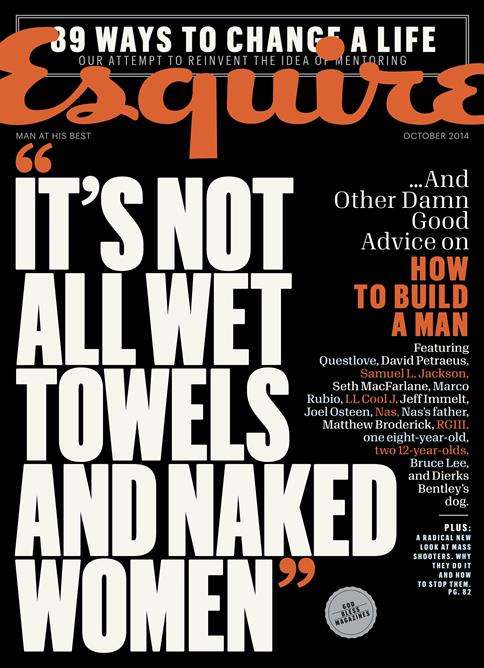 89 WAYS TO CHANGE A LIFE
OUR ATTEMPT TO REINVENT THE IDEA OF MENTORING
Esquire
MAN AT HIS BEST
OCTOBER 2014
“IT’S NOT
ALL WET
TOWELS
AND NAKED
WOMEN”
...And
Other Damn
Good
Advice on
HOW
TO BUILD
A MAN
Featuring
Questlove, David Petraeus,
Samuel L. Jackson,
Seth MacFarlane, Marco
Rubio, LL Cool J, Jeff Immelt,
Joel Osteen, Nas, Nas’s father,
Matthew Broderick, RGIII,
one eight-year-old,
two 12-year-olds,
Bruce Lee,
and Dierks
Bentley’s
dog.
PLUS:
A RADICAL NEW
LOOK AT MASS
SHOOTERS. WHY
THEY DO IT
AND HOW
TO STOP THEM.
PG. 82
GOD
BLESS
MAGAZINES